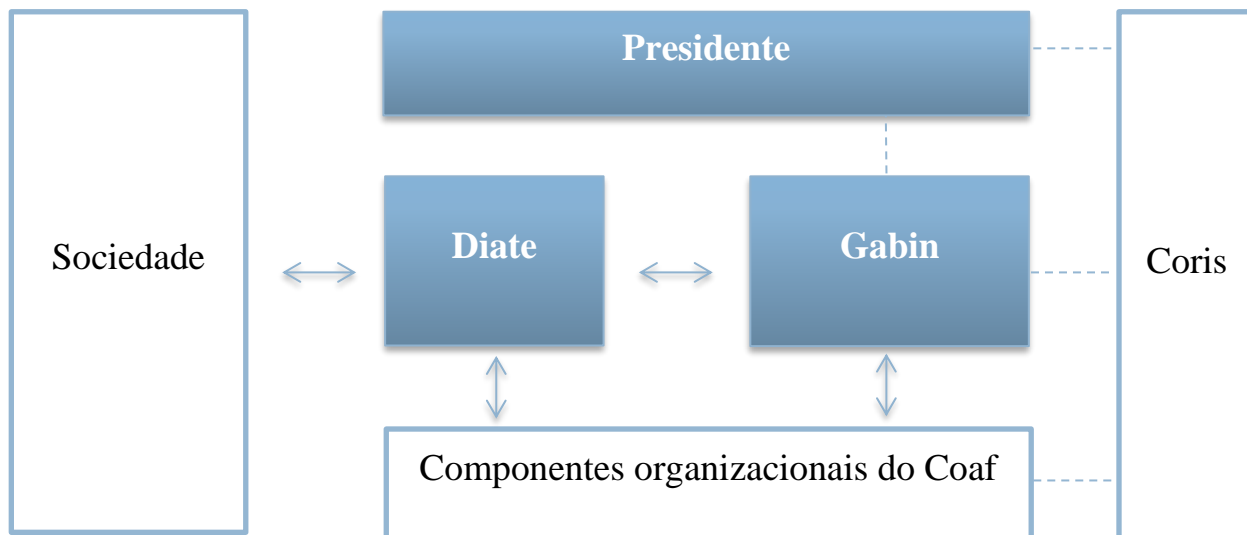 Presidente
Sociedade
Diate
Gabin
Coris
Componentes organizacionais do Coaf